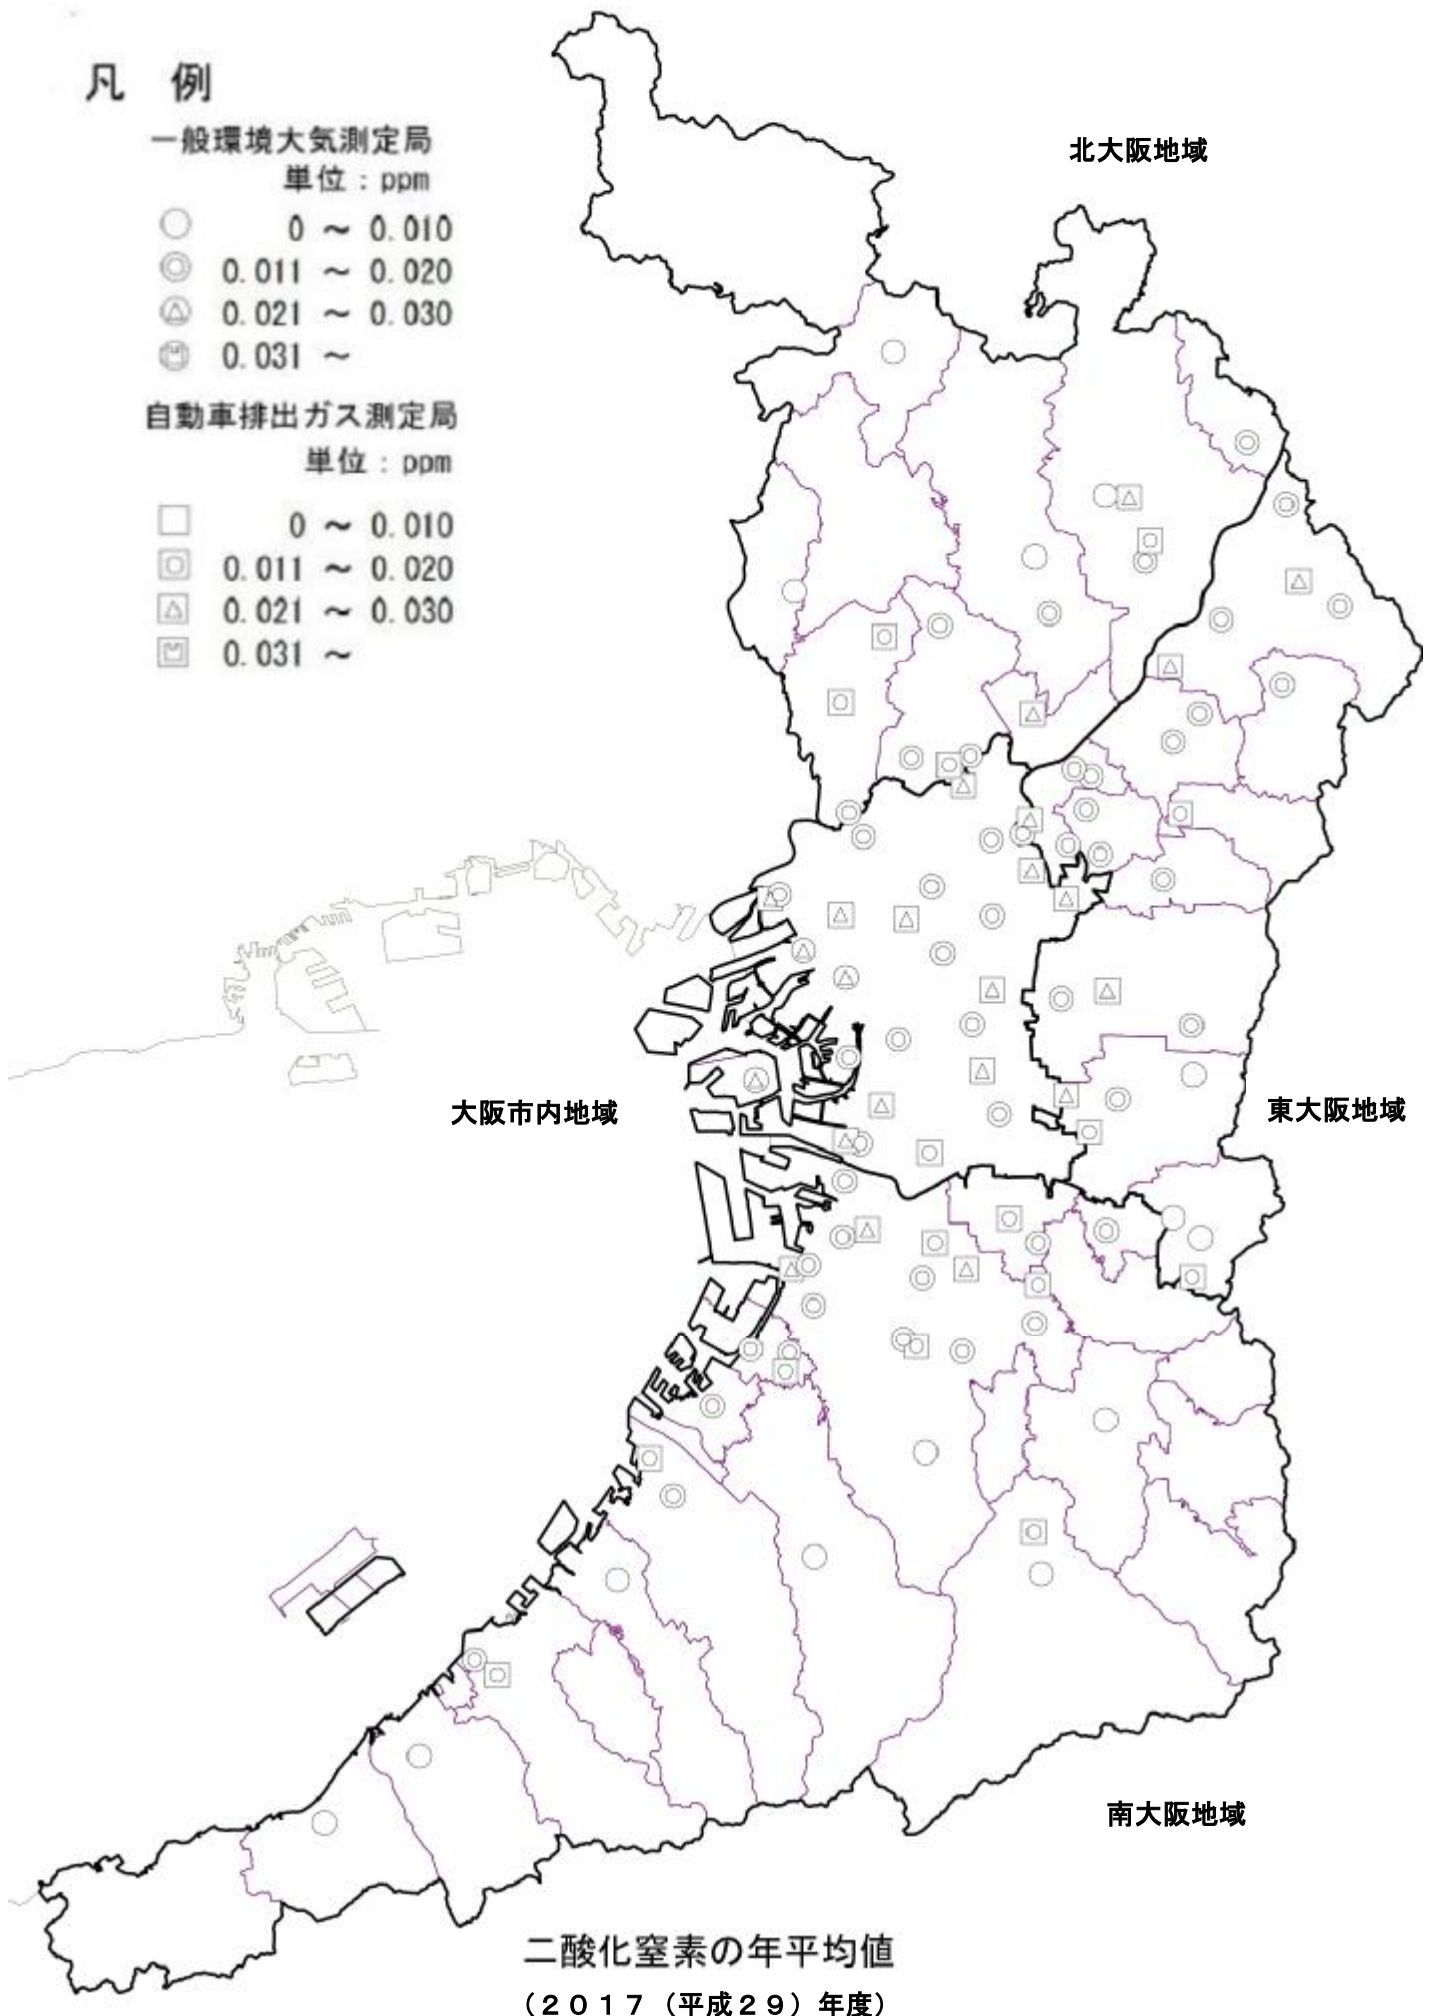 凡 例
一般環境大気測定局
単位：ppm
0 ～ 0.010
0.011 ～ 0.020
0.021 ～ 0.030
0.031 ～
自動車排出ガス測定局
単位：ppm
0 ～ 0.010
0.011 ～ 0.020
0.021 ～ 0.030
0.031 ～
北大阪地域
大阪市内地域
東大阪地域
南大阪地域
二酸化窒素の年平均値
（２０１７（平成２９）年度）